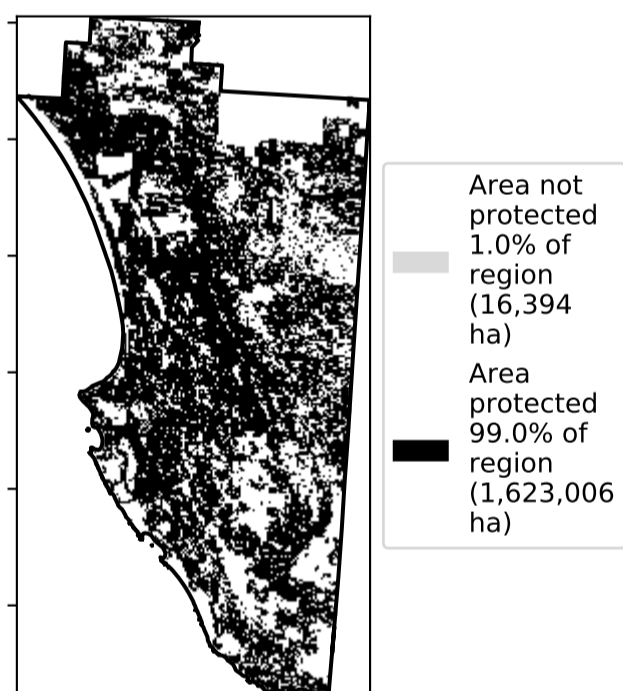 Area not
protected
1.0% of
region
(16,394
ha)
Area
protected
99.0% of
region
(1,623,006
ha)